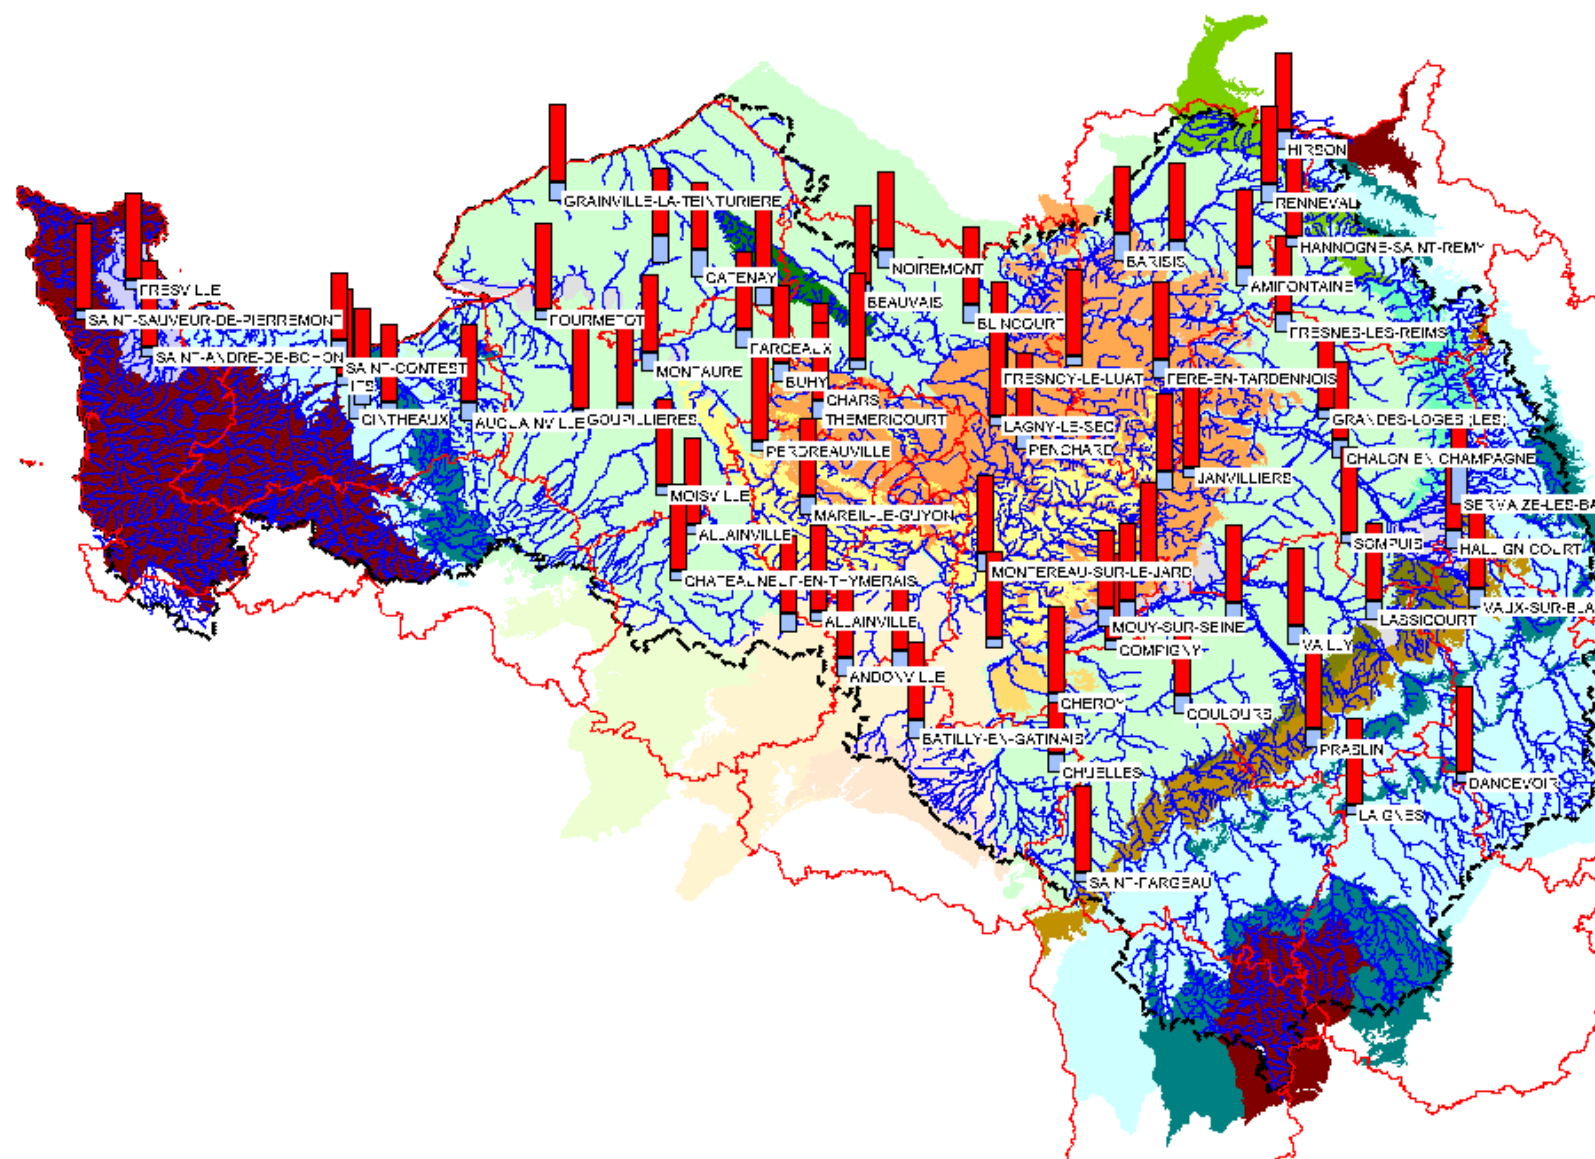 HIRSON
GRAINVILLE-LA-TEINTURIERE
RENNEVAL
HANNOGNE-SAINT-REMY
BARISIS
NOIREMONT
CATENAY
AMIFONTAINE
FRESVILLE
BEAUVAIS
SAINT-SAUVEUR-DE-PIERREMONT
FOURMETOT
BLINCOURT
FRESNES-LES-REIMS
SAINT-ANDRE-DE-BOHON
FARCEAUX
SAINT-CONTEST
MONTAURE
BUHY
FRESNOY-LE-LUAT
FERE-EN-TARDENNOIS
IFS
CHARS
CINTHEAUX
AUQUAINVILLE
GOUPILLIERES
THEMERICOURT
LAGNY-LE-SEC
GRANDES-LOGES (LES)
PERDREAUVILLE
PENCHARD
CHALON EN CHAMPAGNE
JANVILLIERS
MOISVILLE
SERMAIZE-LES-BA
MAREIL-LE-GUYON
ALLAINVILLE
SOMPUIS
HALLIGNICOURT
MONTEREAU-SUR-LE-JARD
CHATEAUNEUF-EN-THYMERAIS
VAUX-SUR-BLA
ALLAINVILLE
LASSICOURT
MOUY-SUR-SEINE
VAILLY
COMPIGNY
ANDONVILLE
CHEROY
COULOURS
BATILLY-EN-GATINAIS
PRASLIN
CHUELLES
DANCEVOIR
LAIGNES
SAINT-FARGEAU